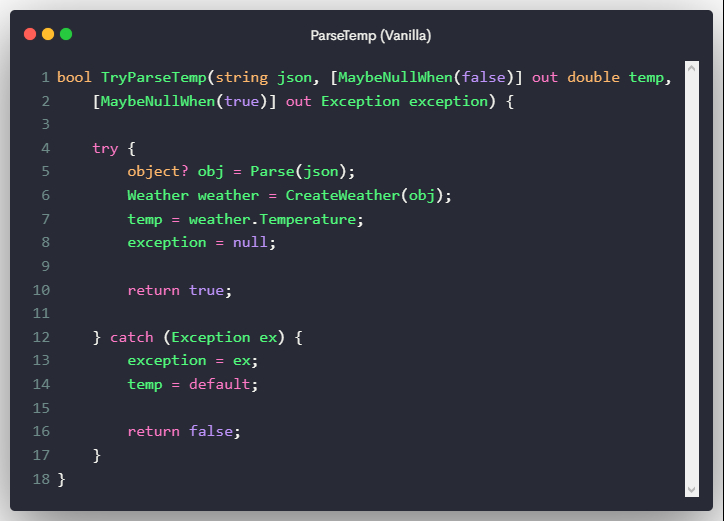 ParseTemp (Vanilla)
1 bool TryParseTemp(string json, [MaybeNullWhen(false)] out double temp,
2     [MaybeNullWhen(true)] out Exception exception) {
3
4     try {
5         object? obj = Parse(json);
6         Weather weather = CreateWeather(obj);
7         temp = weather.Temperature;
8         exception = null;
9
10         return true;
11
12     } catch (Exception ex) {
13         exception = ex;
14         temp = default;
15
16         return false;
17     }
18 }